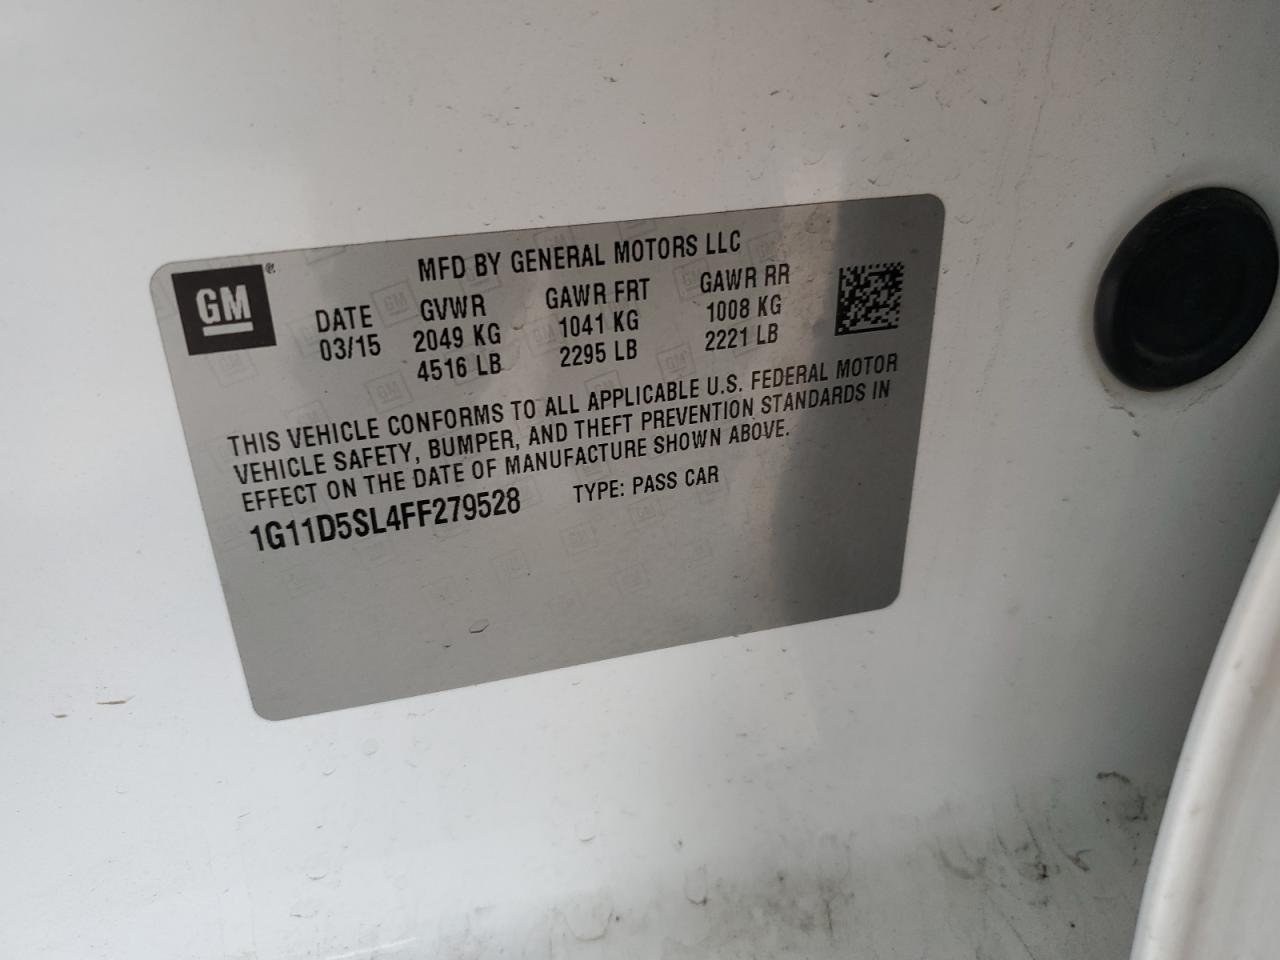 GM
MFD BY GENERAL MOTORS LLC
DATE GVWR GAWR FRT GAWR RR
03/15 2049 KG 1041 KG 1008 KG
4516 LB 2295 LB 2221 LB
THIS VEHICLE CONFORMS TO ALL APPLICABLE U.S. FEDERAL MOTOR
VEHICLE SAFETY, BUMPER, AND THEFT PREVENTION STANDARDS IN
EFFECT ON THE DATE OF MANUFACTURE SHOWN ABOVE.
1G11D5SL4FF279528 TYPE: PASS CAR